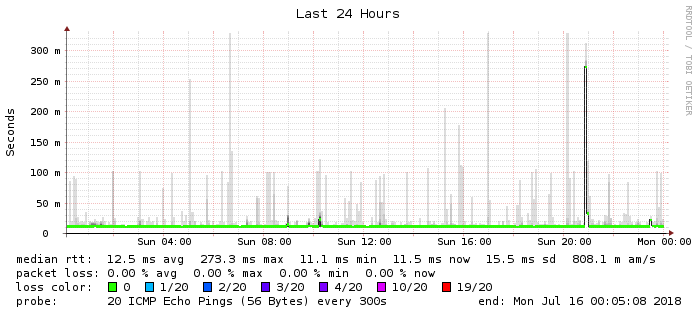 Last 24 Hours
RRDTOOL / TOBI OETIKER
Seconds
300 m
250 m
200 m
150 m
100 m
50 m
0
Sun 04:00 Sun 08:00 Sun 12:00 Sun 16:00 Sun 20:00 Mon 00:00
median rtt: 12.5 ms avg 273.3 ms max 11.1 ms min 11.5 ms now 15.5 ms sd 808.1 m am/s
packet loss: 0.00 % avg 0.00 % max 0.00 % min 0.00 % now
loss color: 0 1/20 2/20 3/20 4/20 10/20 19/20
probe: 20 ICMP Echo Pings (56 Bytes) every 300s end: Mon Jul 16 00:05:08 2018